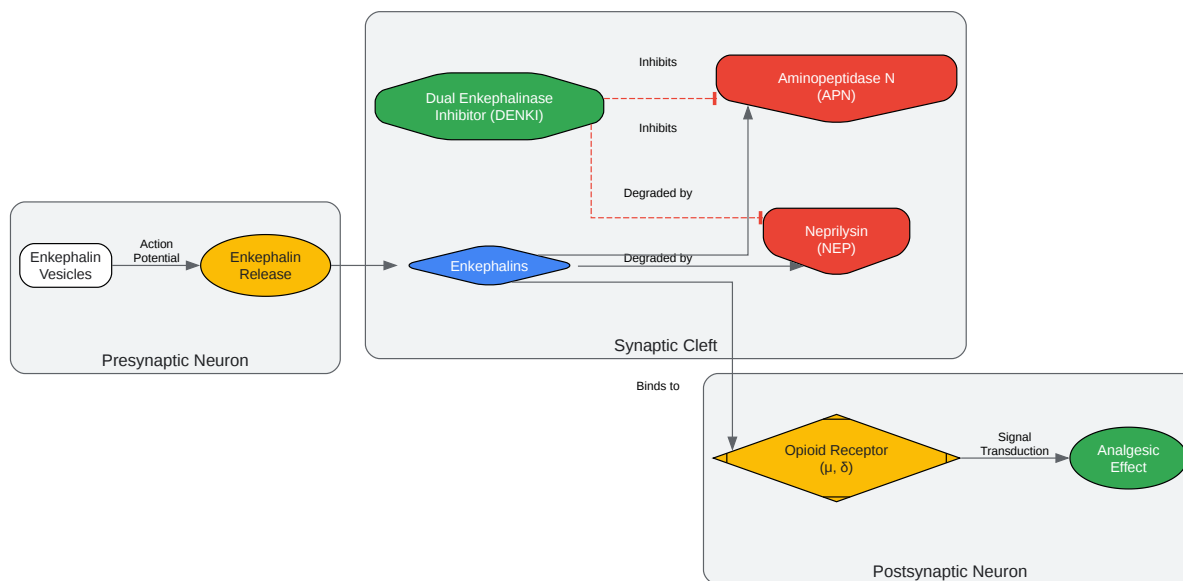 Inhibits
Aminopeptidase N
(APN)
Dual Enkephalinase
Inhibitor (DENKI)
Inhibits
Degraded by
Neprilysin
(NEP)
Enkephalin
Vesicles
Action
Potential
Enkephalin
Release
Enkephalins
Degraded by
Synaptic Cleft
Presynaptic Neuron
Binds to
Opioid Receptor
(μ, δ)
Signal
Transduction
Analgesic
Effect
Postsynaptic Neuron